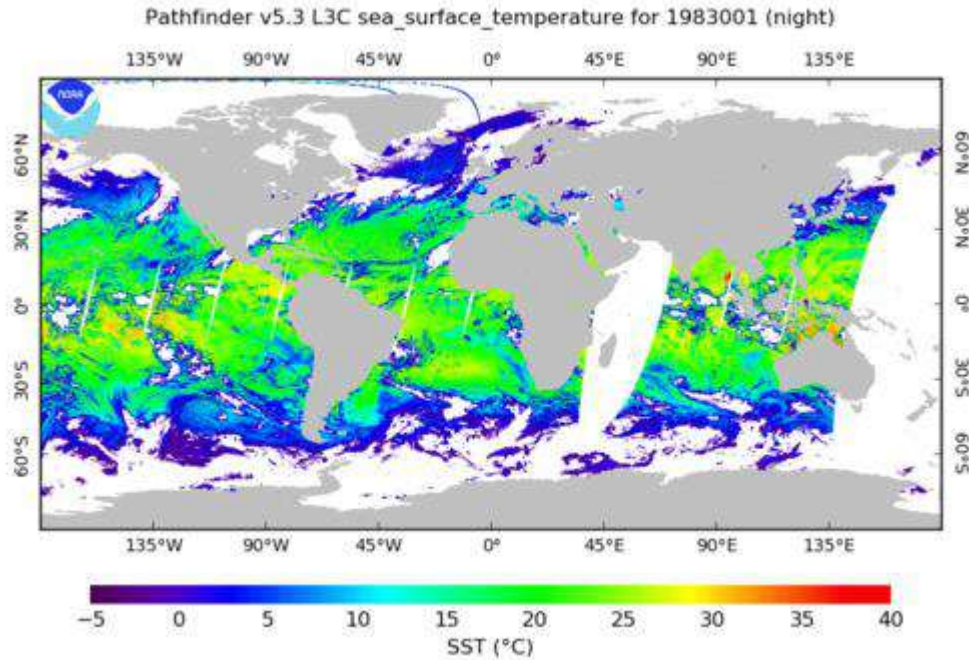 Pathfinder v5.3 L3C sea_surface_temperature for 1983001 (night)
135°W 90°W 45°W 0° 45°E 90°E 135°E
NOAA
60°N 60°N
30°N 30°N
0° 0°
30°S 30°S
60°S 60°S
135°W 90°W 45°W 0° 45°E 90°E 135°E
−5 0 5 10 15 20 25 30 35 40
SST (°C)